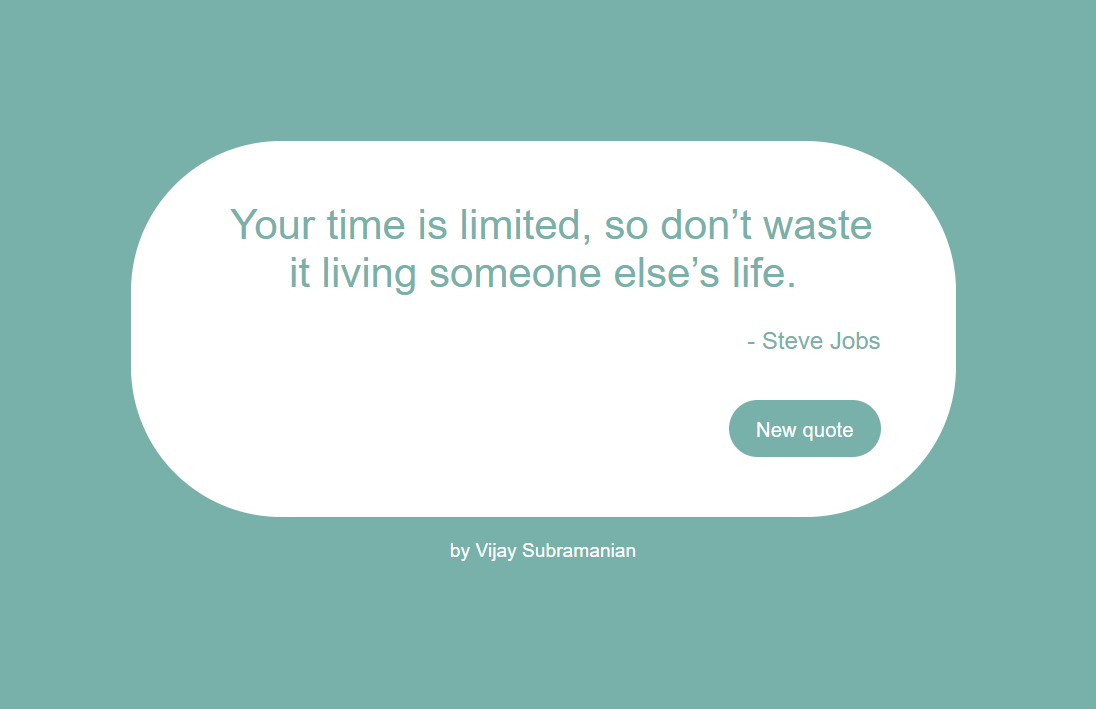 Your time is limited, so don’t waste
it living someone else’s life.
- Steve Jobs
New quote
by Vijay Subramanian